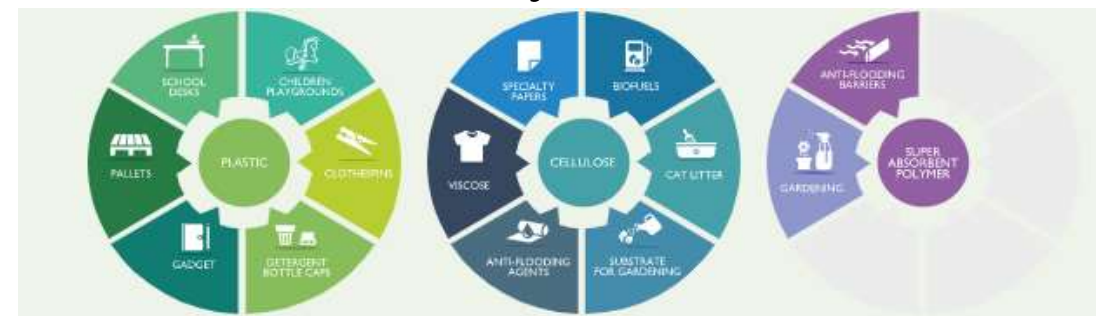 SCHOOL
DESKS
CHILDREN
PLAYGROUNDS
PALLETS
PLASTIC
CLOTHESPINS
GADGET
DETERGENT
BOTTLE CAPS
SPECIALTY
PAPERS
BIOFUELS
VISCOSE
CELLULOSE
CAT LITTER
ANTI-FLOODING
AGENTS
SUBSTRATE
FOR GARDENING
ANTI-FLOODING
BARRIERS
GARDENING
SUPER
ABSORBENT
POLYMER